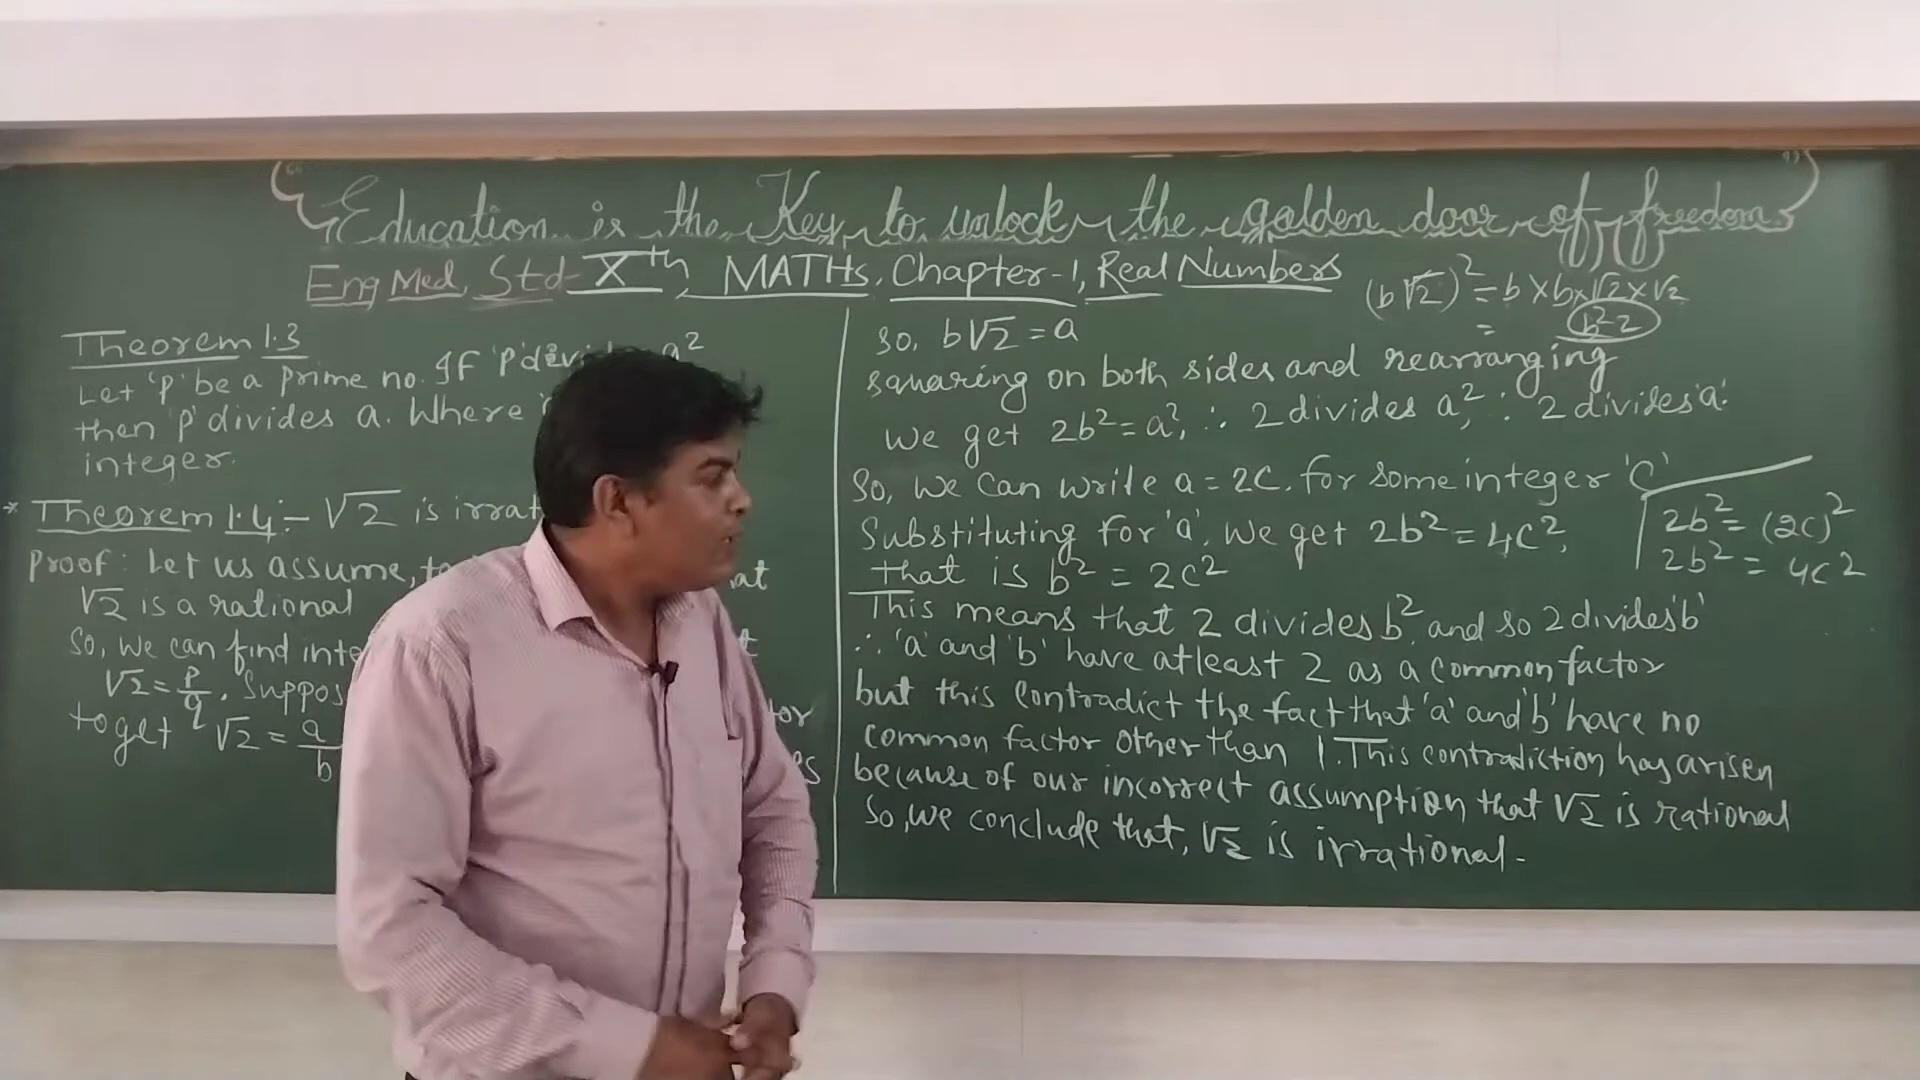 “Education is the Key to unlock the golden door of freedom”
Eng Med, Std Xth, MATHs, Chapter-1, Real Numbers
Theorem 1.3
Let 'p' be a prime no. If 'p' a²
then 'p' divides a. Where
integer.
* Theorem 1.4:- √2 is
Proof: Let us assume,
√2 is a rational
So, we can find
√2 = p/q.
to get √2 = a/b
(b√2)² = b×b×√2×√2
= b²2
so, b√2 = a
squaring on both sides and rearranging
we get 2b² = a², ∴ 2 divides a², ∴ 2 divides 'a'
So, we can write a = 2c, for some integer 'c'
Substituting for 'a', we get 2b² = 4c²,
that is b² = 2c²
2b² = (2c)²
2b² = 4c²
This means that 2 divides b², and so 2 divides 'b'
∴ 'a' and 'b' have atleast 2 as a common factor
but this contradict the fact that 'a' and 'b' have no
common factor other than 1. This contradiction has arisen
because of our incorrect assumption that √2 is rational
So, we conclude that, √2 is irrational.